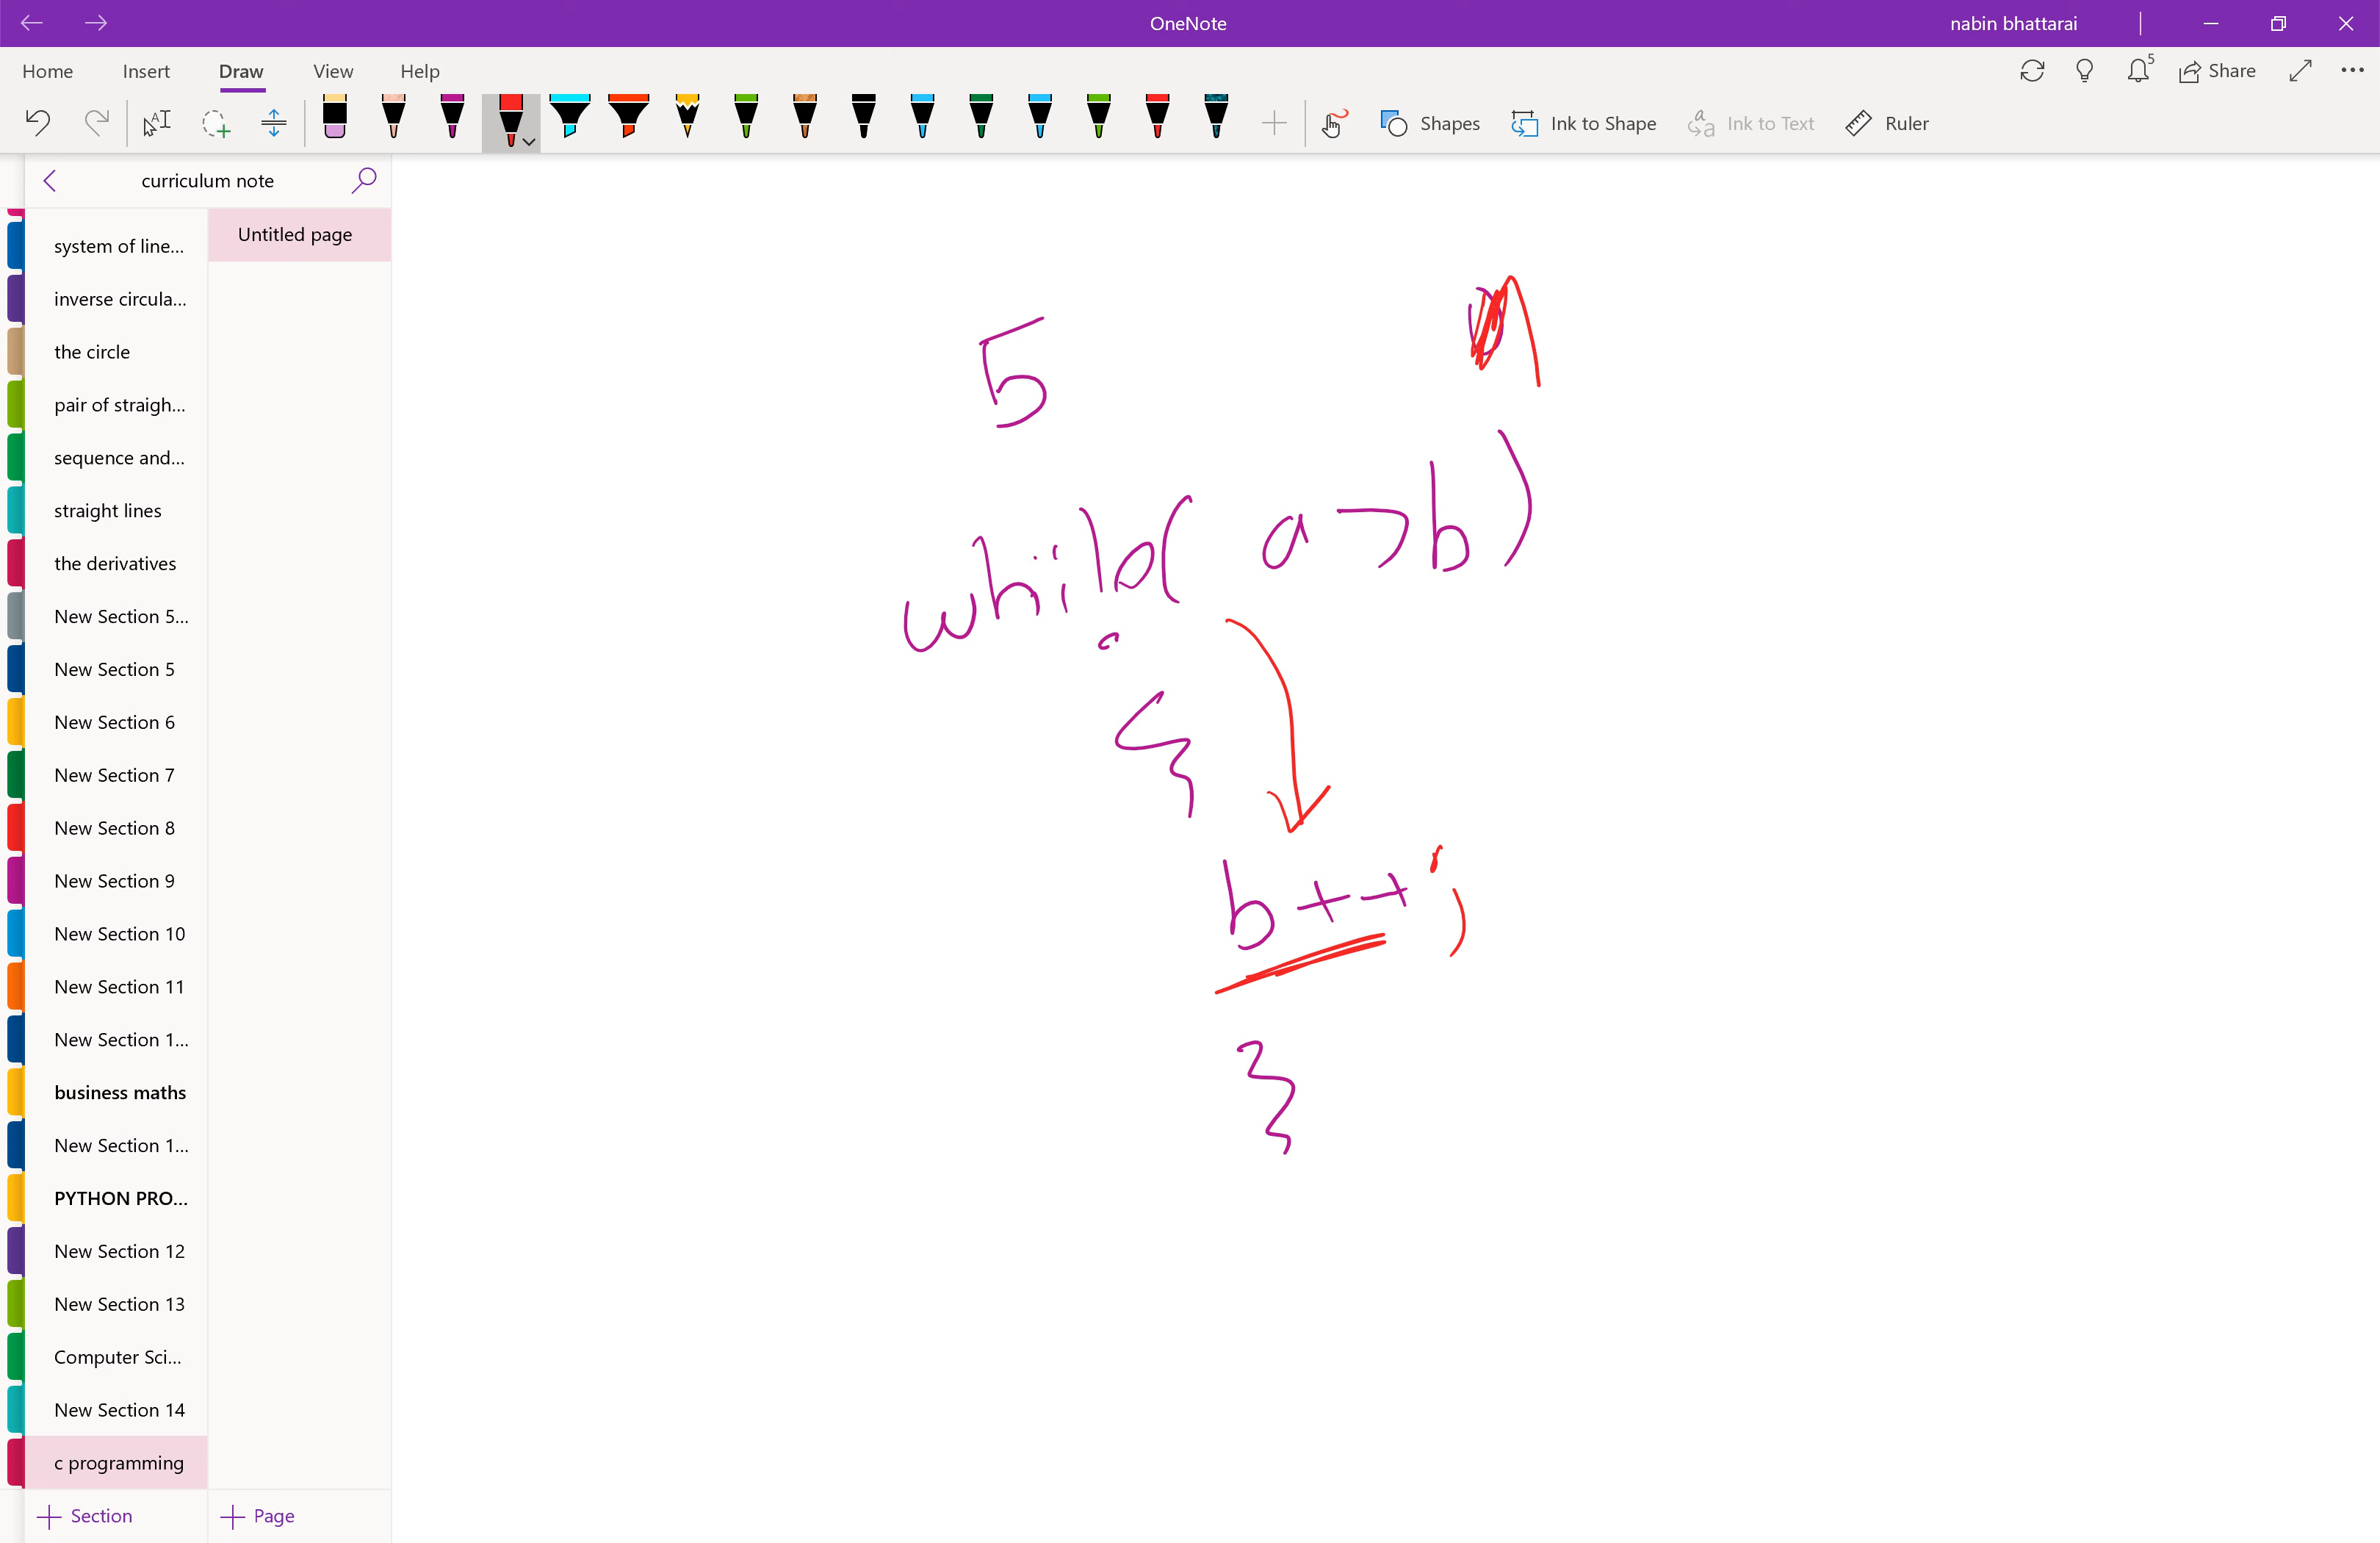 OneNote
nabin bhattarai
Home Insert Draw View Help
5 Share
Shapes Ink to Shape Ink to Text Ruler
curriculum note
system of line...
Untitled page
inverse circula...
the circle
pair of straigh...
sequence and...
straight lines
the derivatives
New Section 5...
New Section 5
New Section 6
New Section 7
New Section 8
New Section 9
New Section 10
New Section 11
New Section 1...
business maths
New Section 1...
PYTHON PRO...
New Section 12
New Section 13
Computer Sci...
New Section 14
c programming
Section
Page
5
( a > b )
{
b++;
}